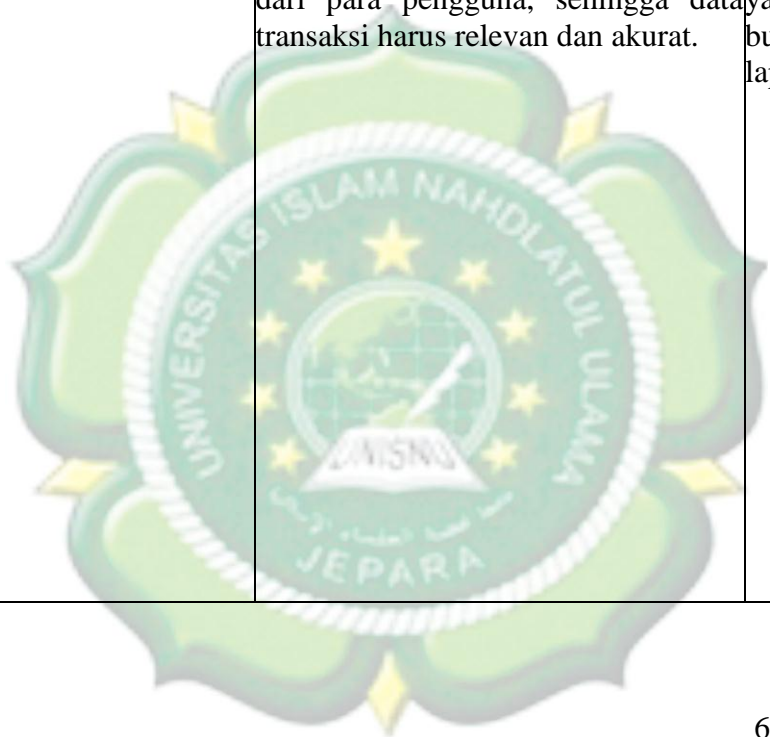 dari para pengguna, sehingga data
transaksi harus relevan dan akurat.
UNIVERSITAS ISLAM NAHDLATUL ULAMA
UNISNU
JEPARA
6